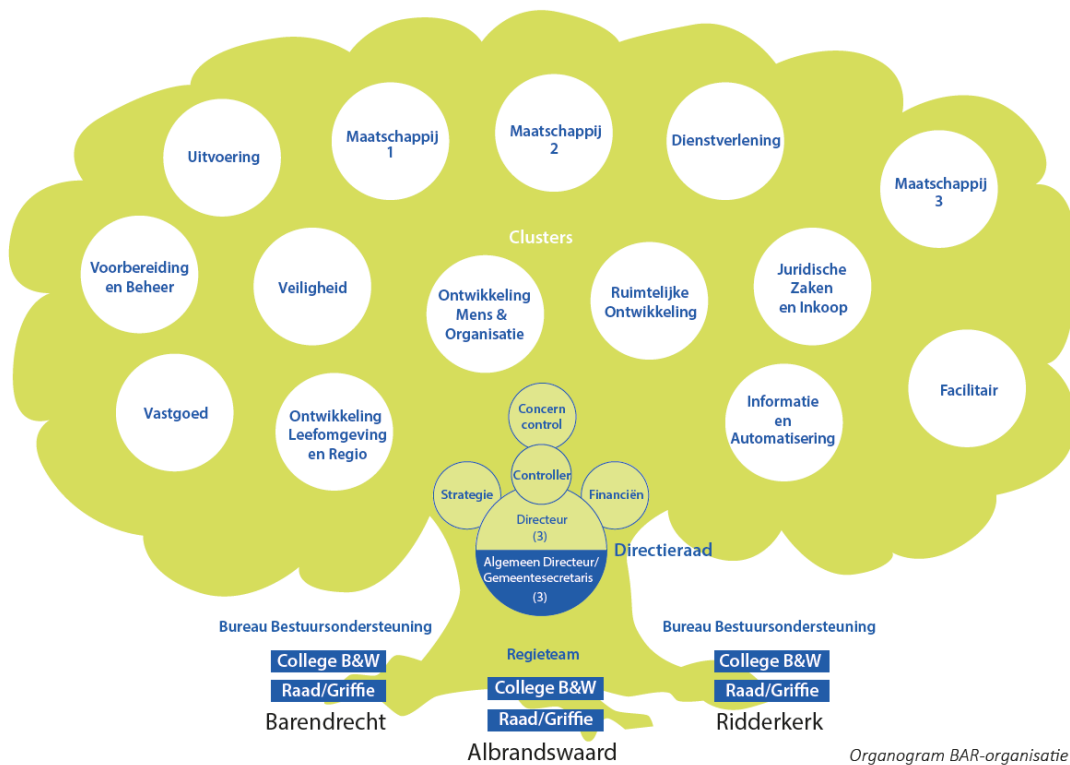 Uitvoering
Maatschappij
1
Maatschappij
2
Dienstverlening
Maatschappij
3
Clusters
Voorbereiding
en Beheer
Veiligheid
Ontwikkeling
Mens &
Organisatie
Ruimtelijke
Ontwikkeling
Juridische
Zaken
en Inkoop
Vastgoed
Ontwikkeling
Leefomgeving
en Regio
Informatie
en
Automatisering
Facilitair
Concern
control
Controller
Strategie
Financiën
Directeur
(3)
Directieraad
Algemeen Directeur/
Gemeentesecretaris
(3)
Bureau Bestuursondersteuning
College B&W
Raad/Griffie
Barendrecht
Regieteam
College B&W
Raad/Griffie
Albrandswaard
Bureau Bestuursondersteuning
College B&W
Raad/Griffie
Ridderkerk
Organogram BAR-organisatie